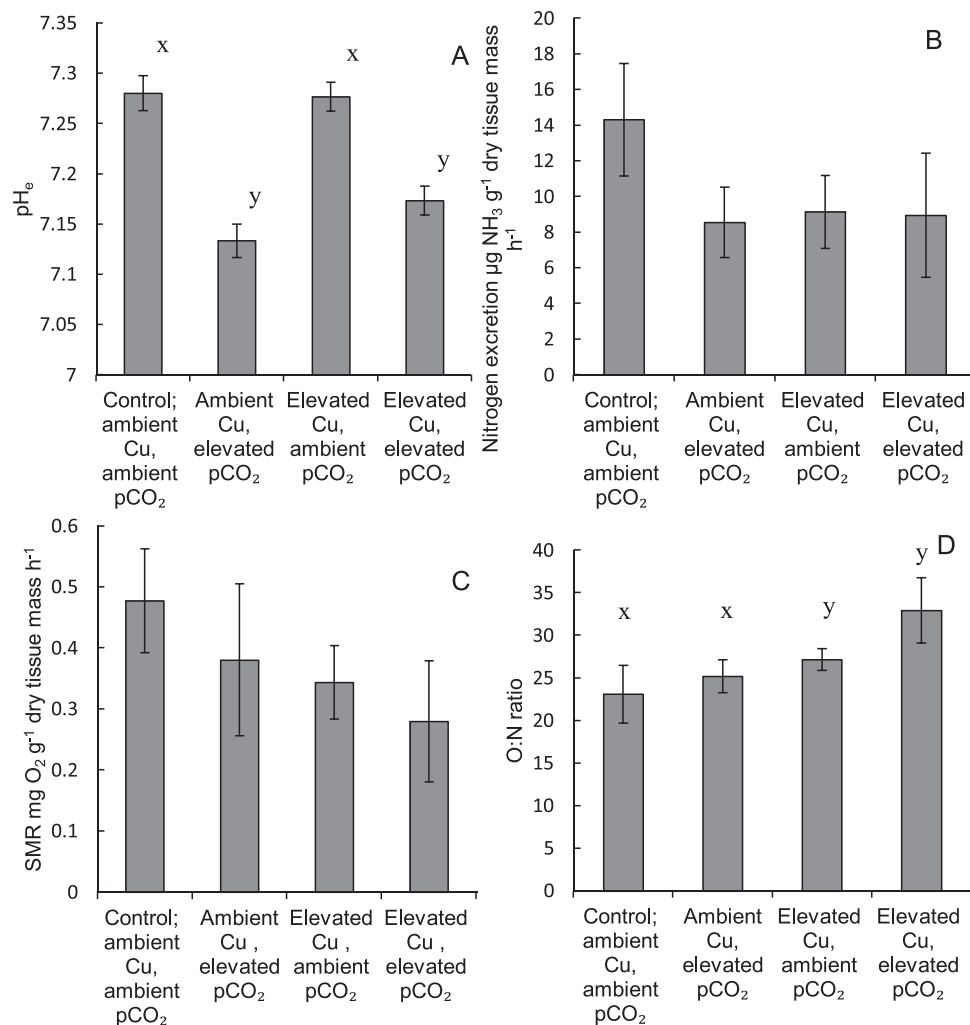 7.35
7.3
7.25
7.2
7.15
7.1
7.05
7
pHₑ
x
y
x
y
A
Control; ambient Cu, ambient pCO₂
Ambient Cu, elevated pCO₂
Elevated Cu, ambient pCO₂
Elevated Cu, elevated pCO₂
20
18
16
14
12
10
8
6
4
2
0
Nitrogen excretion µg NH₃ g⁻¹ dry tissue mass
h⁻¹
B
Control; ambient Cu, ambient pCO₂
Ambient Cu, elevated pCO₂
Elevated Cu, ambient pCO₂
Elevated Cu, elevated pCO₂
0.6
0.5
0.4
0.3
0.2
0.1
0
SMR mg O₂ g⁻¹ dry tissue mass h⁻¹
C
Control; ambient Cu, ambient pCO₂
Ambient Cu , elevated pCO₂
Elevated Cu , ambient pCO₂
Elevated Cu , elevated pCO₂
40
35
30
25
20
15
10
5
0
O:N ratio
x
x
y
y
D
Control; ambient Cu, ambient pCO₂
Ambient Cu, elevated pCO₂
Elevated Cu, ambient pCO₂
Elevated Cu, elevated pCO₂